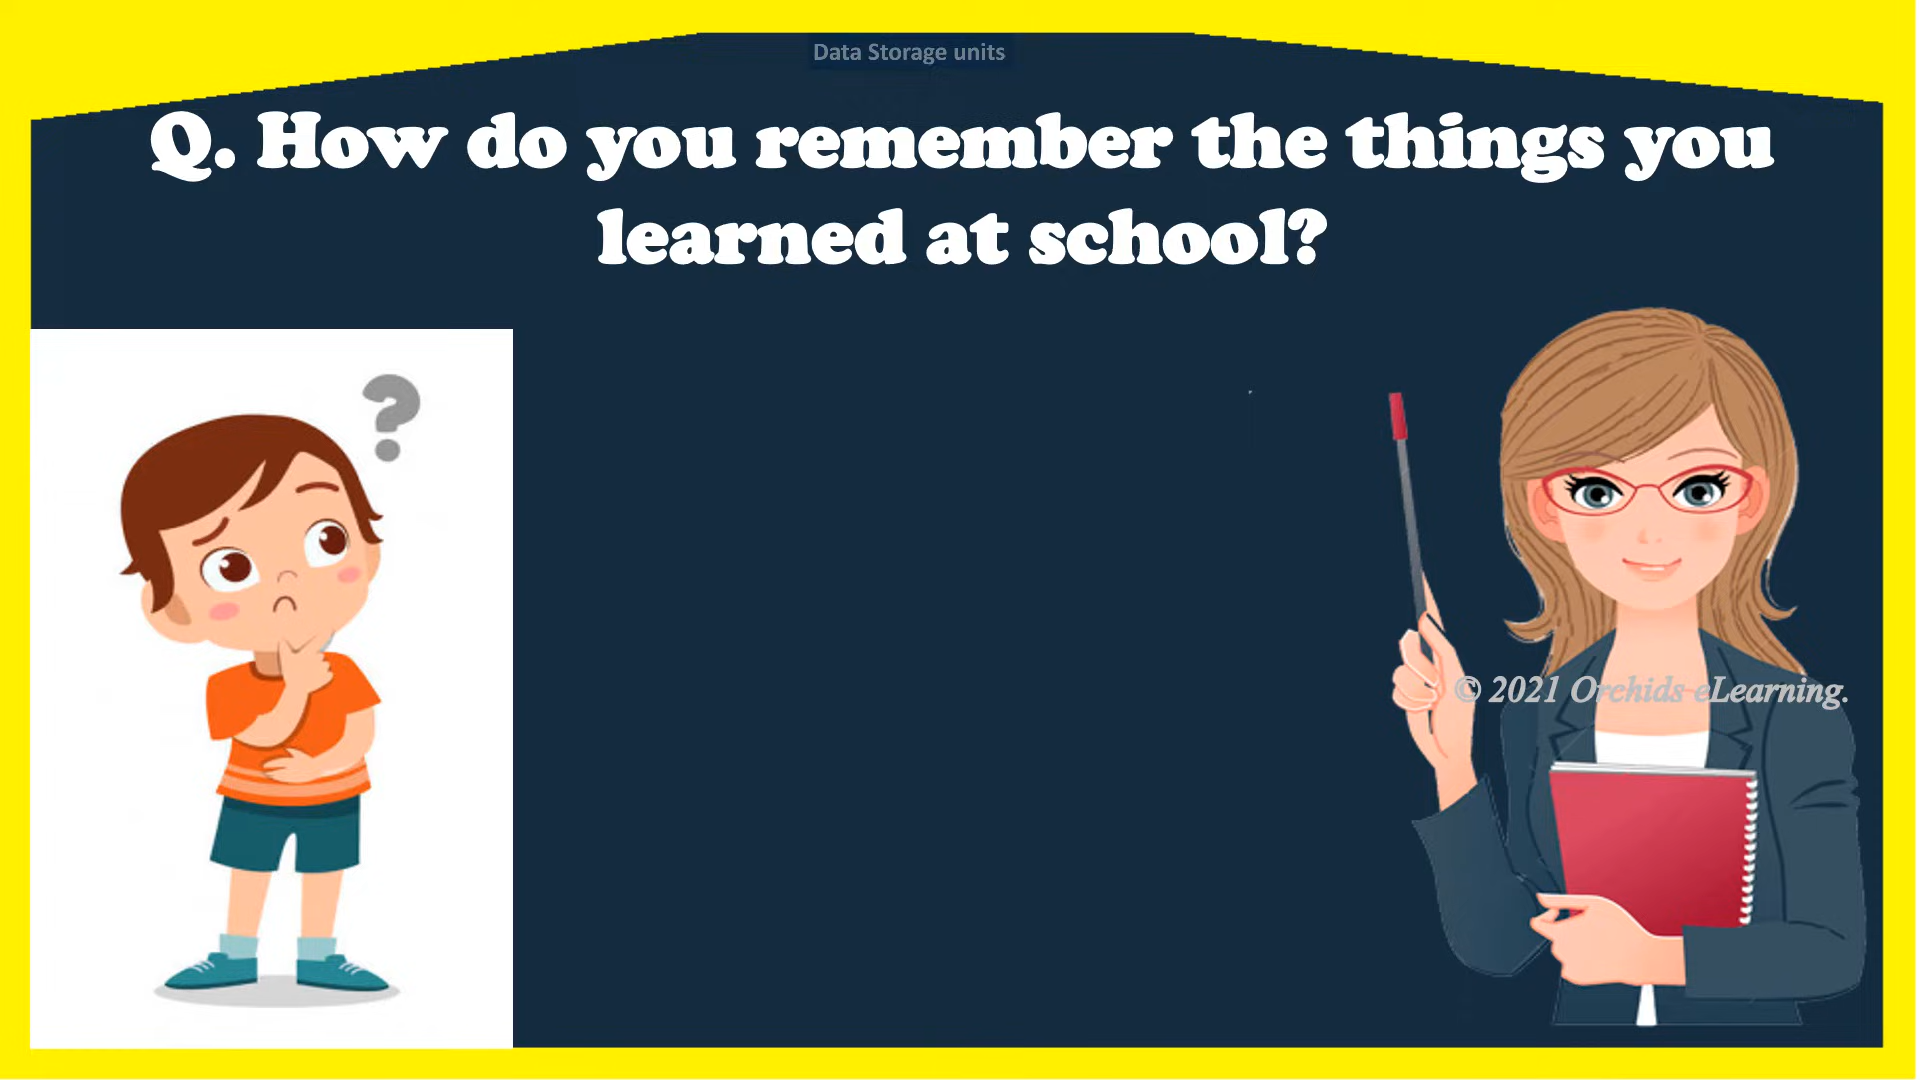 Data Storage units
Q. How do you remember the things you
learned at school?
?
© 2021 Orchids eLearning.